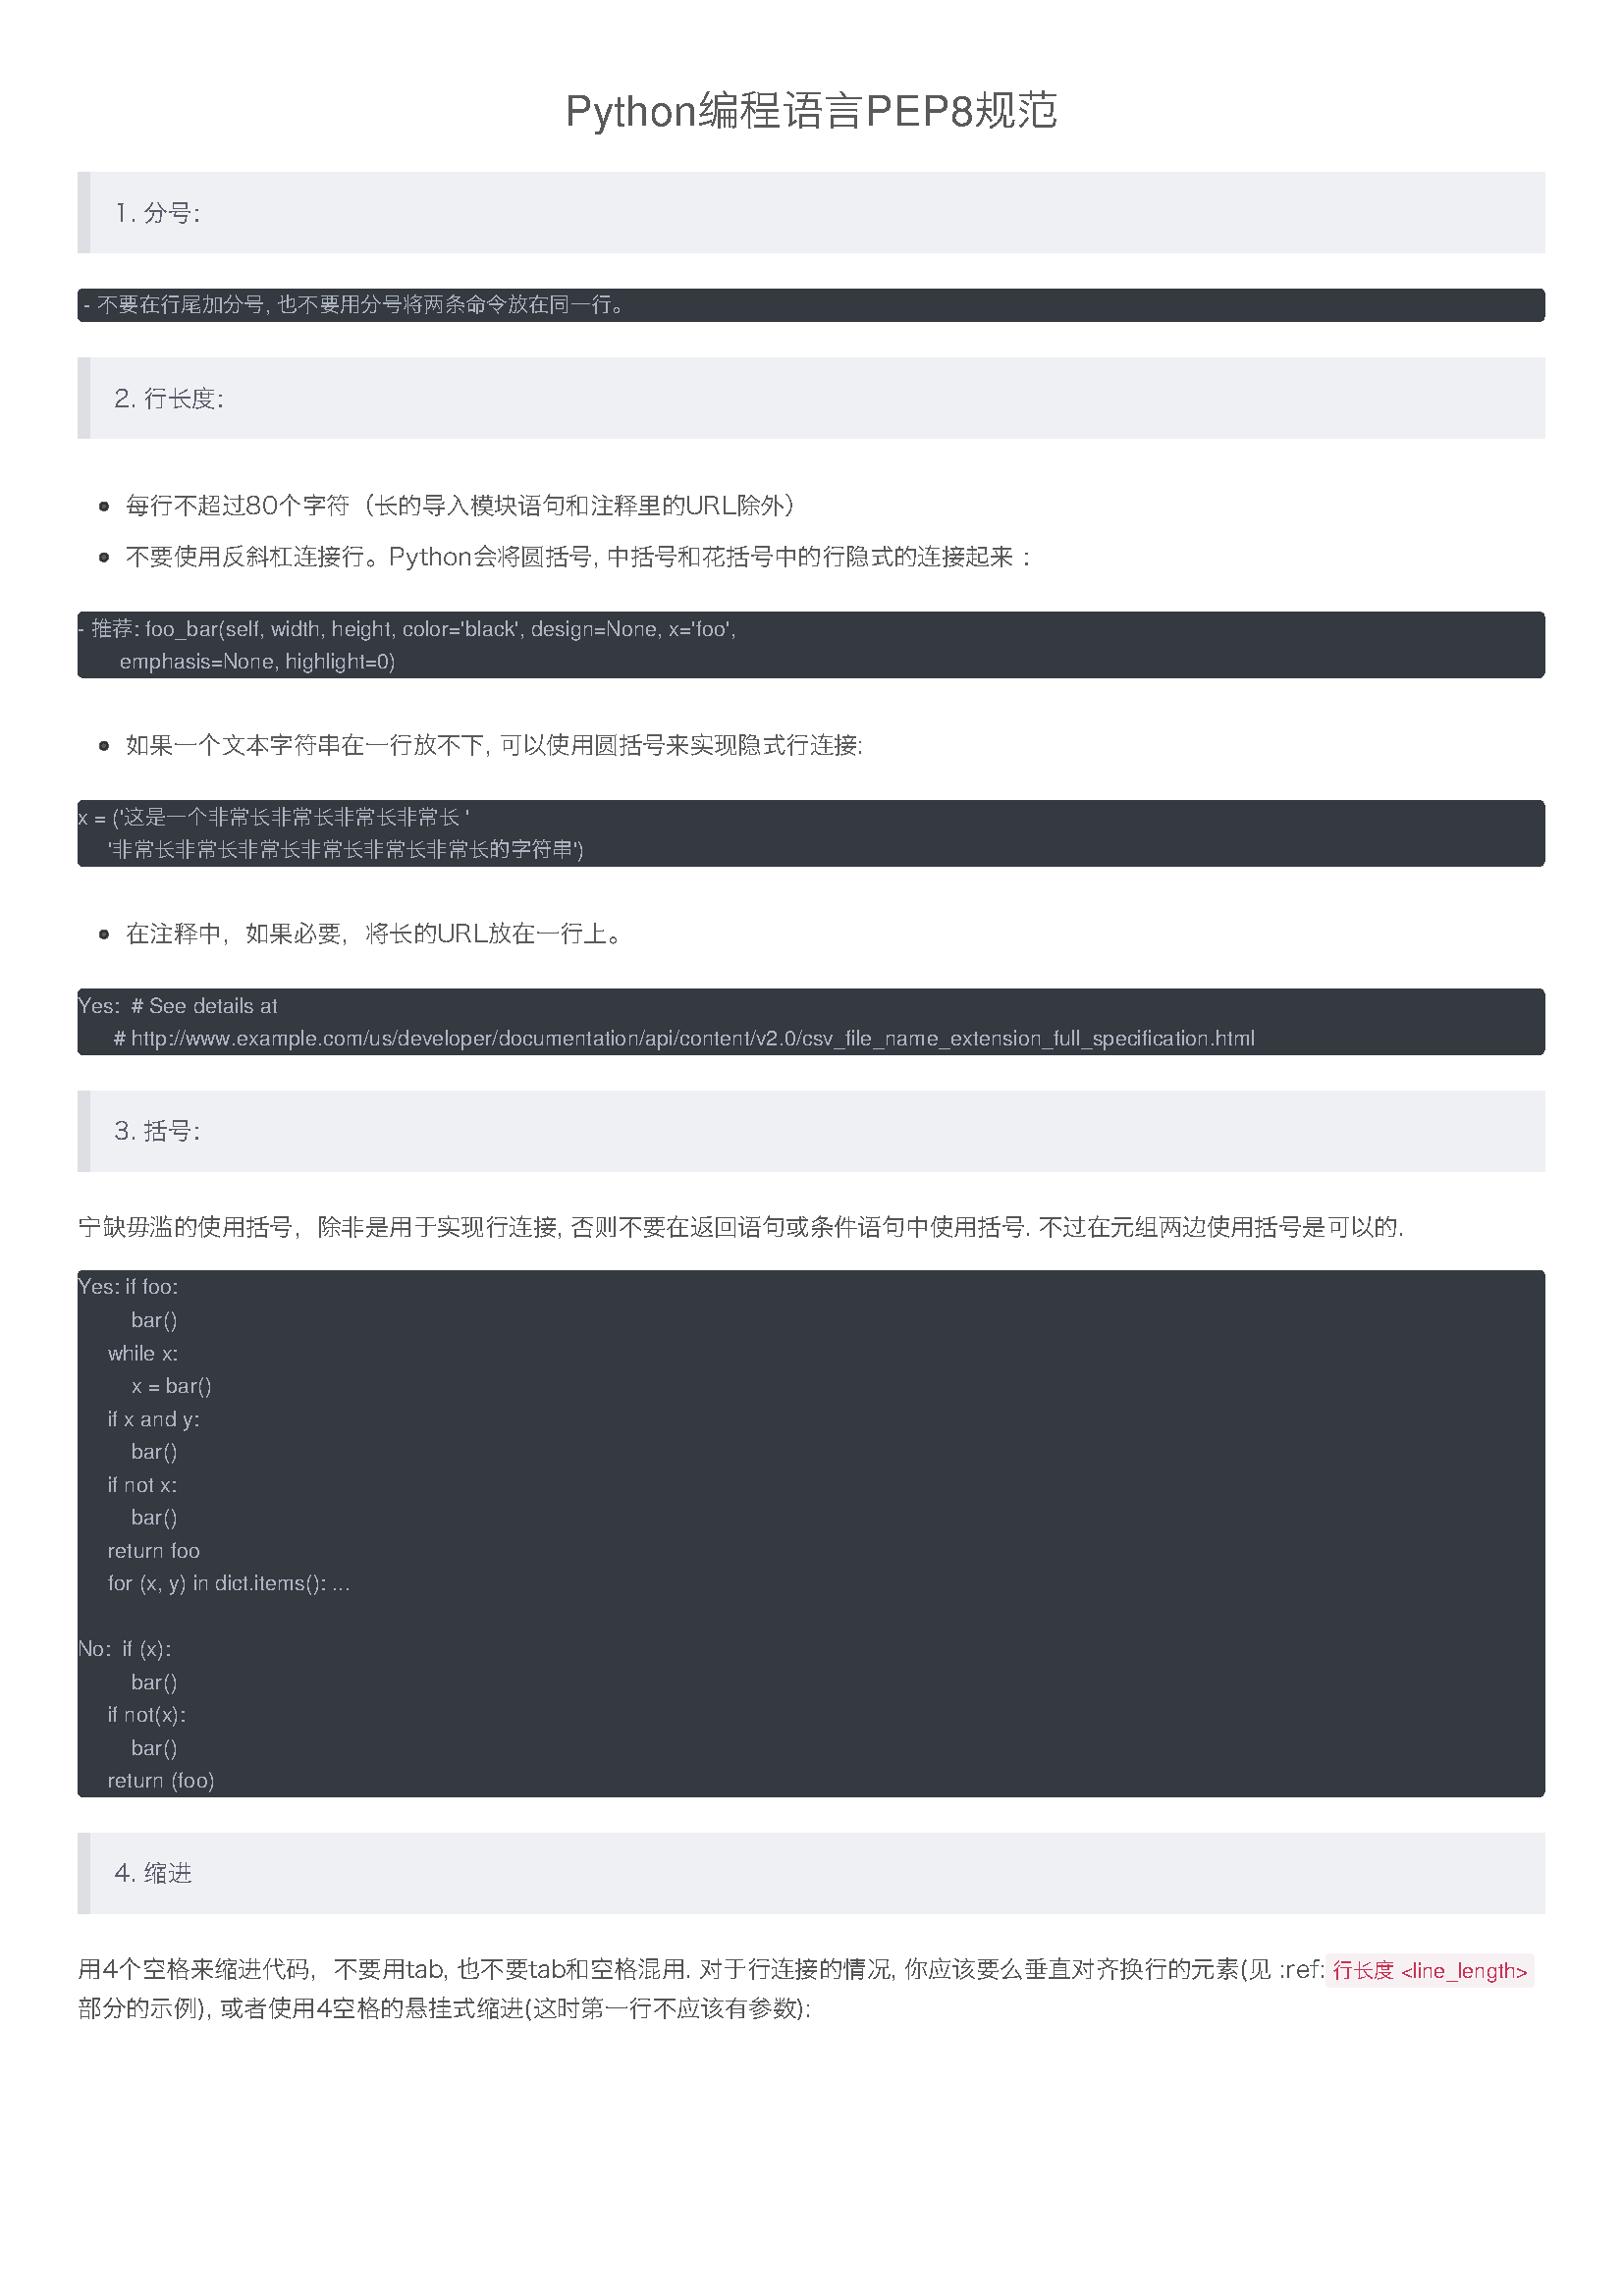 Python编程语言PEP8规范
1. 分号：
- 不要在行尾加分号, 也不要用分号将两条命令放在同一行。
2. 行长度：
每行不超过80个字符（长的导入模块语句和注释里的URL除外）
不要使用反斜杠连接行。Python会将圆括号, 中括号和花括号中的行隐式的连接起来 :
- 推荐: foo_bar(self, width, height, color='black', design=None, x='foo',
emphasis=None, highlight=0)
如果一个文本字符串在一行放不下, 可以使用圆括号来实现隐式行连接:
x = ('这是一个非常长非常长非常长非常长 '
'非常长非常长非常长非常长非常长非常长的字符串')
在注释中，如果必要，将长的URL放在一行上。
Yes:  # See details at
# http://www.example.com/us/developer/documentation/api/content/v2.0/csv_file_name_extension_full_specification.html
3. 括号：
宁缺毋滥的使用括号，除非是用于实现行连接, 否则不要在返回语句或条件语句中使用括号. 不过在元组两边使用括号是可以的.
Yes: if foo:
bar()
while x:
x = bar()
if x and y:
bar()
if not x:
bar()
return foo
for (x, y) in dict.items(): ...
No:  if (x):
bar()
if not(x):
bar()
return (foo)
4. 缩进
用4个空格来缩进代码，不要用tab, 也不要tab和空格混用. 对于行连接的情况, 你应该要么垂直对齐换行的元素(见 :ref: 行长度 <line_length>
部分的示例), 或者使用4空格的悬挂式缩进(这时第一行不应该有参数):